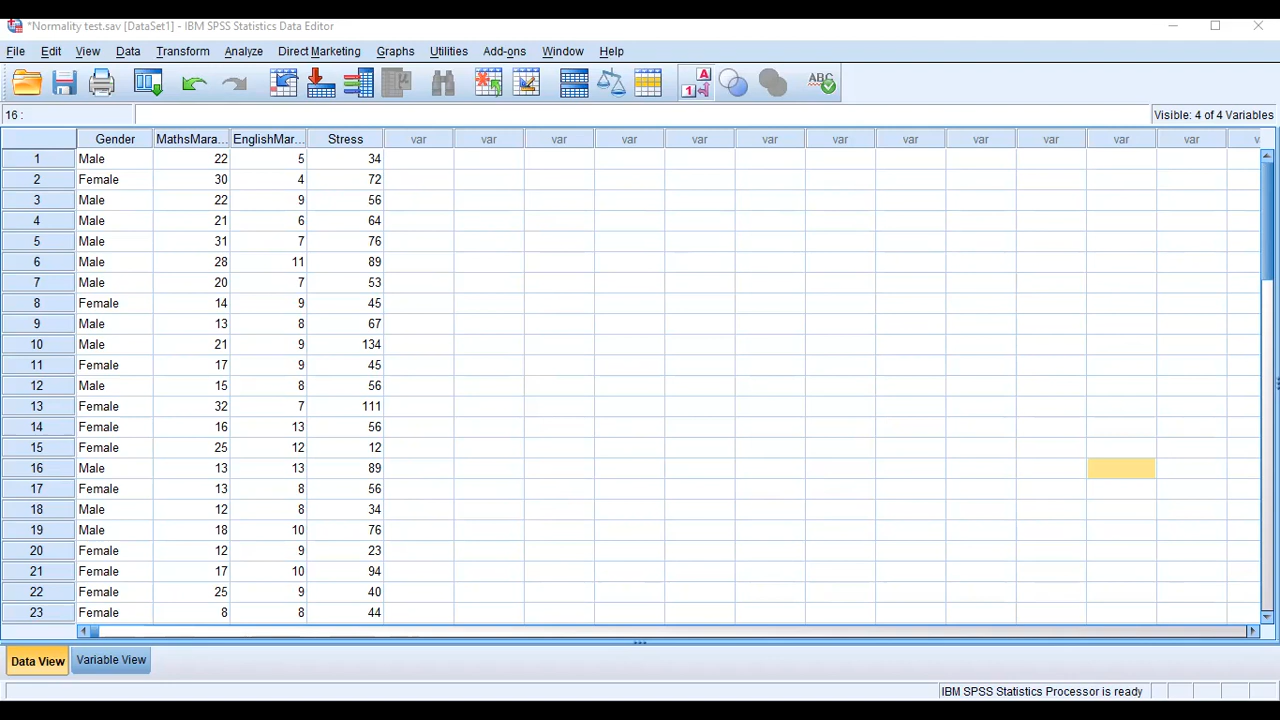 *Normality test.sav [DataSet1] - IBM SPSS Statistics Data Editor
File Edit View Data Transform Analyze Direct Marketing Graphs Utilities Add-ons Window Help
A 1 ABC
16 : Visible: 4 of 4 Variables
Gender MathsMara... EnglishMar... Stress var var var var var var var var var var var var v
1 Male 22 5 34
2 Female 30 4 72
3 Male 22 9 56
4 Male 21 6 64
5 Male 31 7 76
6 Male 28 11 89
7 Male 20 7 53
8 Female 14 9 45
9 Male 13 8 67
10 Male 21 9 134
11 Female 17 9 45
12 Male 15 8 56
13 Female 32 7 111
14 Female 16 13 56
15 Female 25 12 12
16 Male 13 13 89
17 Female 13 8 56
18 Male 12 8 34
19 Male 18 10 76
20 Female 12 9 23
21 Female 17 10 94
22 Female 25 9 40
23 Female 8 8 44
Data View Variable View
IBM SPSS Statistics Processor is ready